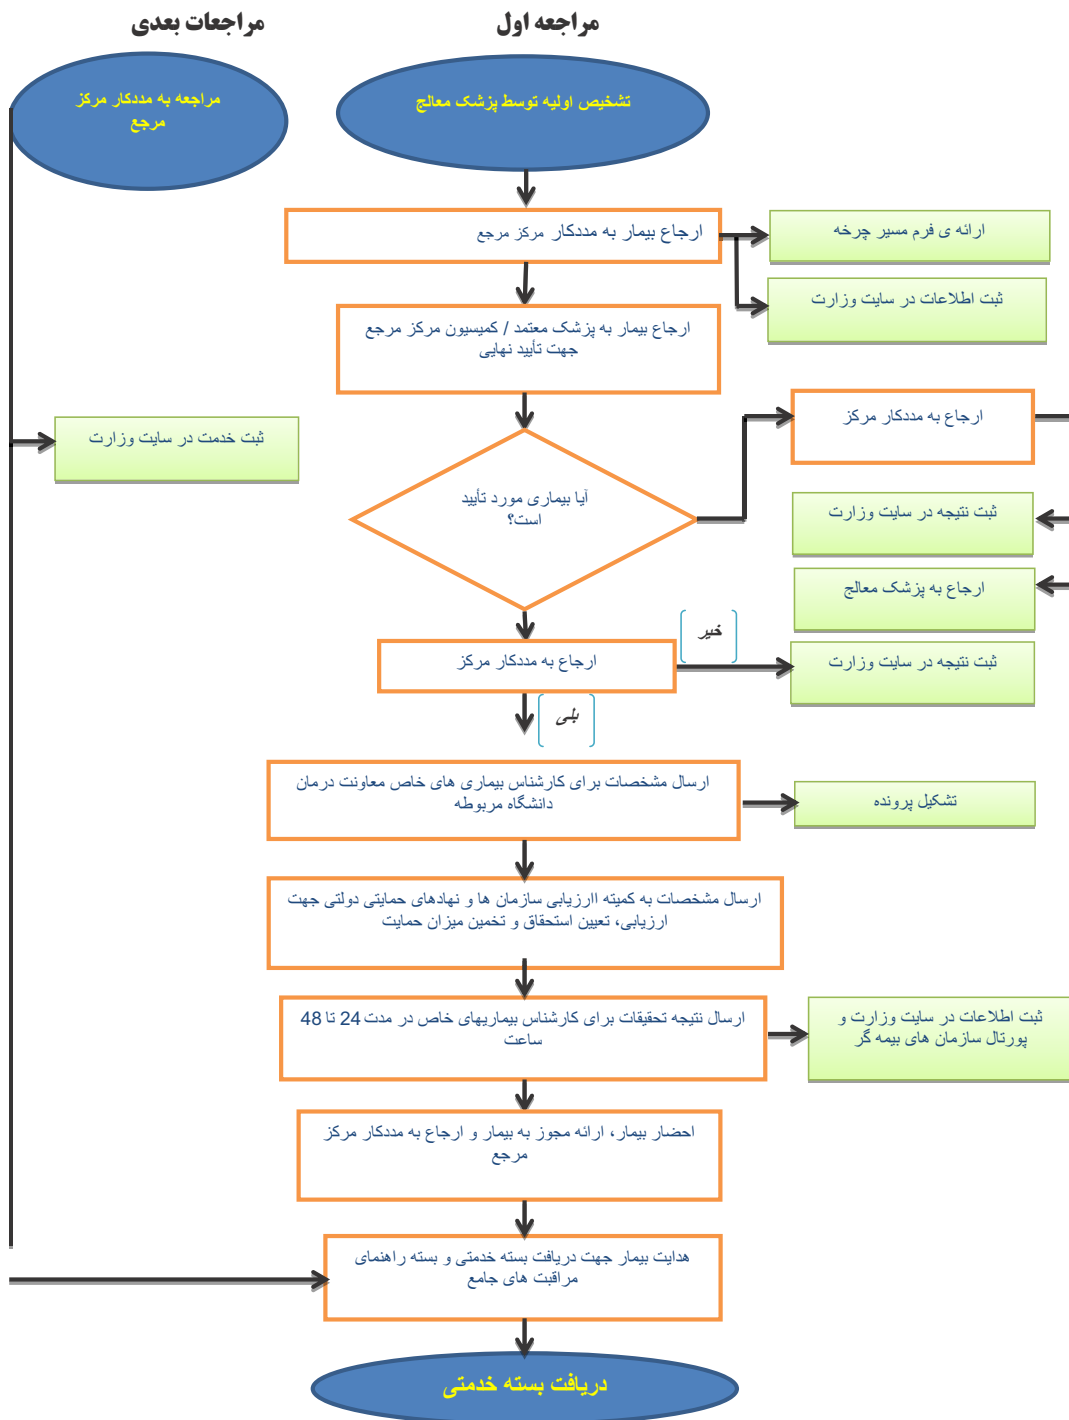 مراجعه اول
مراجعات بعدی
تشخیص اولیه توسط پزشک معالج
مراجعه به مددکار مرکز
مرجع
ارجاع بیمار به مددکار مرکز مرجع
ارائه ی فرم مسیر چرخه
ثبت اطلاعات در سایت وزارت
ارجاع بیمار به پزشک معتمد / کمیسیون مرکز مرجع
جهت تأیید نهایی
ارجاع به مددکار مرکز
ثبت خدمت در سایت وزارت
آیا بیماری مورد تأیید
است؟
ثبت نتیجه در سایت وزارت
ارجاع به پزشک معالج
خیر
ارجاع به مددکار مرکز
ثبت نتیجه در سایت وزارت
بلی
ارسال مشخصات برای کارشناس بیماری های خاص معاونت درمان
دانشگاه مربوطه
تشکیل پرونده
ارسال مشخصات به کمیته اارزیابی سازمان ها و نهادهای حمایتی دولتی جهت
ارزیابی، تعیین استحقاق و تخمین میزان حمایت
ارسال نتیجه تحقیقات برای کارشناس بیماریهای خاص در مدت 24 تا 48
ساعت
ثبت اطلاعات در سایت وزارت و
پورتال سازمان های بیمه گر
احضار بیمار، ارائه مجوز به بیمار و ارجاع به مددکار مرکز
مرجع
هدایت بیمار جهت دریافت بسته خدمتی و بسته راهنمای
مراقبت های جامع
دریافت بسته خدمتی